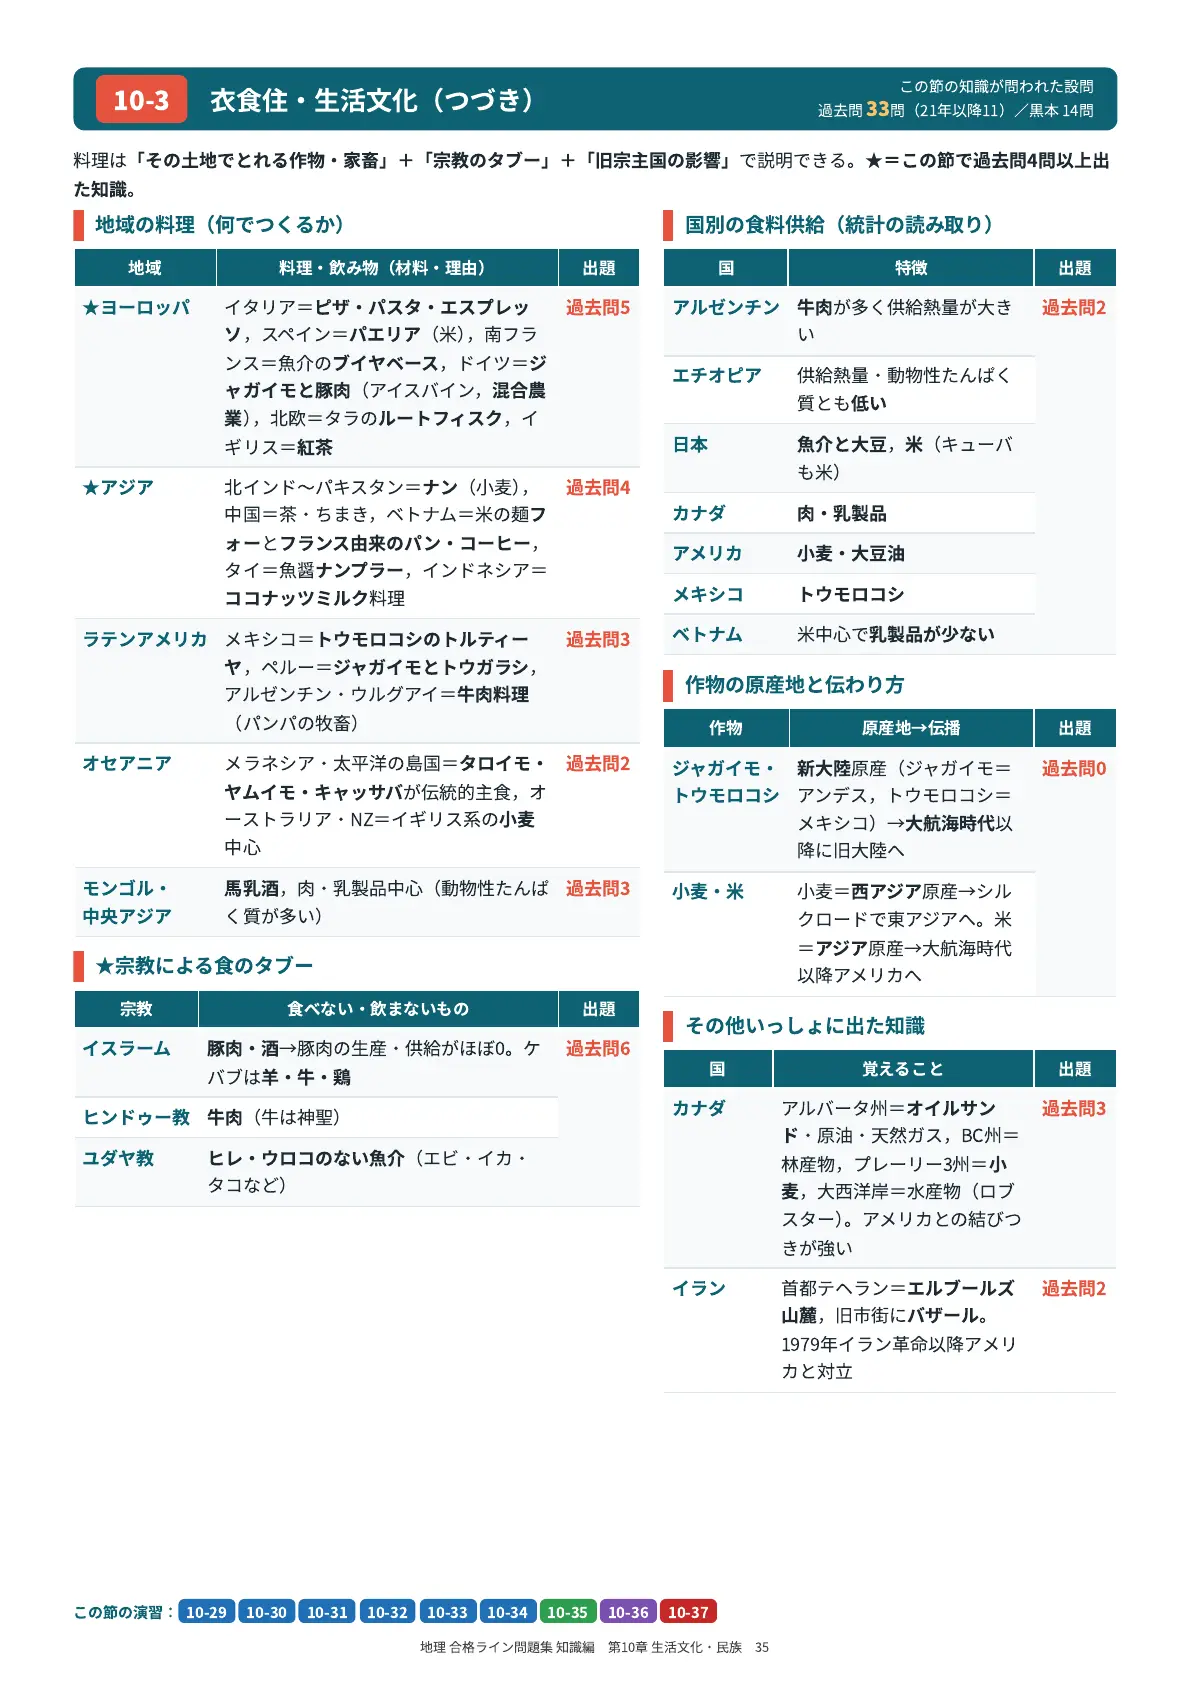 10-3 衣食住・生活文化（つづき）
この節の知識が問われた設問
過去問 33問（21年以降11）／黒本 14問
料理は「その土地でとれる作物・家畜」＋「宗教のタブー」＋「旧宗主国の影響」で説明できる。★＝この節で過去問4問以上出
た知識。
地域の料理（何でつくるか）
地域 料理・飲み物（材料・理由） 出題
★ヨーロッパ イタリア＝ピザ・パスタ・エスプレッ 過去問5
ソ，スペイン＝パエリア（米），南フラ
ンス＝魚介のブイヤベース，ドイツ＝ジ
ャガイモと豚肉（アイスバイン，混合農
業），北欧＝タラのルートフィスク，イ
ギリス＝紅茶
★アジア 北インド～パキスタン＝ナン（小麦）， 過去問4
中国＝茶・ちまき，ベトナム＝米の麺フ
ォーとフランス由来のパン・コーヒー，
タイ＝魚醤ナンプラー，インドネシア＝
ココナッツミルク料理
ラテンアメリカ メキシコ＝トウモロコシのトルティー 過去問3
ヤ，ペルー＝ジャガイモとトウガラシ，
アルゼンチン・ウルグアイ＝牛肉料理
（パンパの牧畜）
オセアニア メラネシア・太平洋の島国＝タロイモ・ 過去問2
ヤムイモ・キャッサバが伝統的主食，オ
ーストラリア・NZ＝イギリス系の小麦
中心
モンゴル・ 馬乳酒，肉・乳製品中心（動物性たんぱ 過去問3
中央アジア く質が多い）
★宗教による食のタブー
宗教 食べない・飲まないもの 出題
イスラーム 豚肉・酒→豚肉の生産・供給がほぼ0。ケ 過去問6
バブは羊・牛・鶏
ヒンドゥー教 牛肉（牛は神聖）
ユダヤ教 ヒレ・ウロコのない魚介（エビ・イカ・
タコなど）
国別の食料供給（統計の読み取り）
国 特徴 出題
アルゼンチン 牛肉が多く供給熱量が大き 過去問2
い
エチオピア 供給熱量・動物性たんぱく
質とも低い
日本 魚介と大豆，米（キューバ
も米）
カナダ 肉・乳製品
アメリカ 小麦・大豆油
メキシコ トウモロコシ
ベトナム 米中心で乳製品が少ない
作物の原産地と伝わり方
作物 原産地→伝播 出題
ジャガイモ・ 新大陸原産（ジャガイモ＝ 過去問0
トウモロコシ アンデス，トウモロコシ＝
メキシコ）→大航海時代以
降に旧大陸へ
小麦・米 小麦＝西アジア原産→シル
クロードで東アジアへ。米
＝アジア原産→大航海時代
以降アメリカへ
その他いっしょに出た知識
国 覚えること 出題
カナダ アルバータ州＝オイルサン 過去問3
ド・原油・天然ガス，BC州＝
林産物，プレーリー3州＝小
麦，大西洋岸＝水産物（ロブ
スター）。アメリカとの結びつ
きが強い
イラン 首都テヘラン＝エルブールズ 過去問2
山麓，旧市街にバザール。
1979年イラン革命以降アメリ
カと対立
この節の演習： 10-29 10-30 10-31 10-32 10-33 10-34 10-35 10-36 10-37
地理 合格ライン問題集 知識編 第10章 生活文化・民族 35